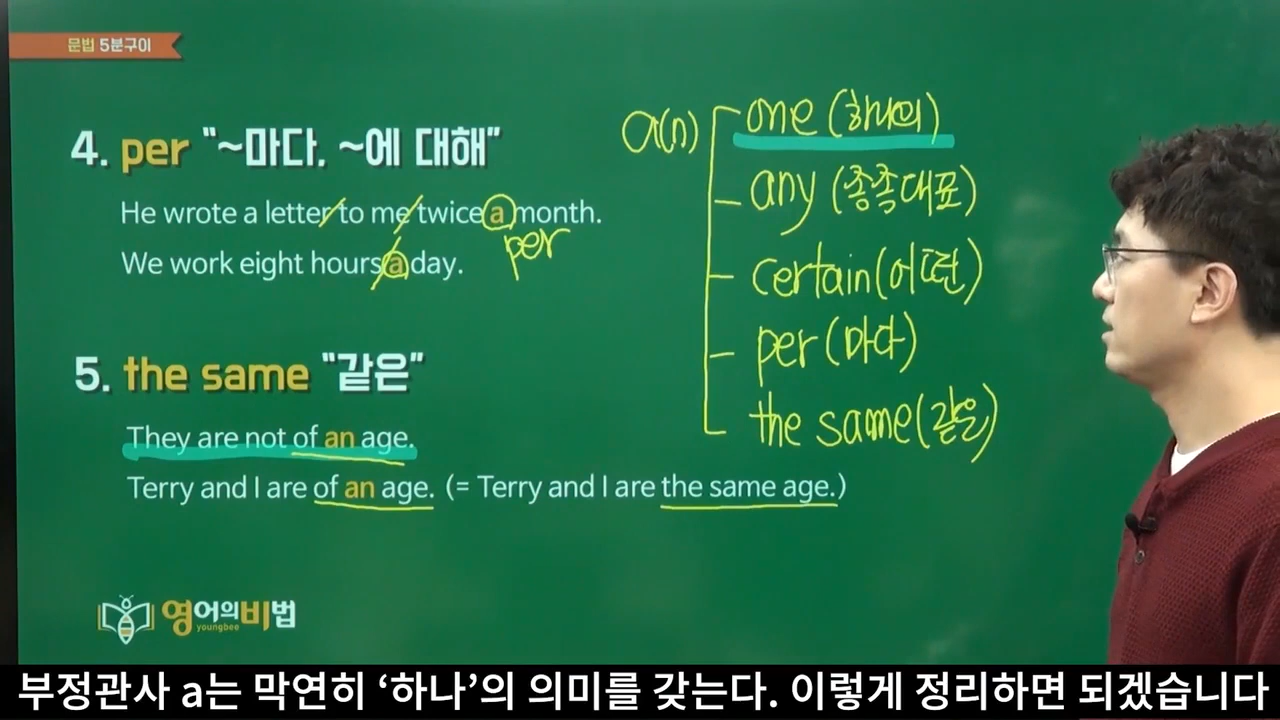 문법 5분구이
4. per "~마다, ~에 대해"
He wrote a letter to me twice a month.
per
We work eight hours a day.
5. the same "같은"
They are not of an age.
Terry and I are of an age. (= Terry and I are the same age.)
a(n)
one (하나의)
any (종족대표)
certain (어떤)
per (마다)
the same (같은)
영어의비법
youngbee
부정관사 a는 막연히 ‘하나’의 의미를 갖는다. 이렇게 정리하면 되겠습니다